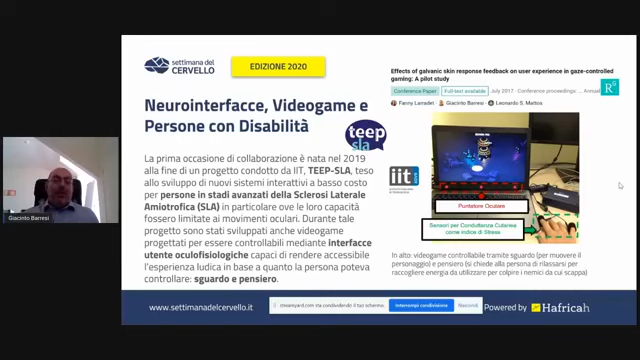 settimana del
CERVELLO
EDIZIONE 2020
Neurointerfacce, Videogame e
Persone con Disabilità
teep
sla
La prima occasione di collaborazione è nata nel 2019
alla fine di un progetto condotto da IIT, TEEP-SLA, teso
allo sviluppo di nuovi sistemi interattivi a basso costo
per persone in stadi avanzati della Sclerosi Laterale
Amiotrofica (SLA) in particolare ove le loro capacità
fossero limitate ai movimenti oculari. Durante tale
progetto sono stati sviluppati anche videogame
progettati per essere controllabili mediante interfacce
utente oculofisiologiche capaci di rendere accessibile
l'esperienza ludica in base a quanto la persona poteva
controllare: sguardo e pensiero.
Effects of galvanic skin response feedback on user experience in gaze-controlled
gaming: A pilot study
Conference Paper
Full-text available
July 2017 · Conference proceedings: ... Annual
R
Fanny Larradet · Giacinto Barresi · Leonardo S. Mattos
iit
Puntatore Oculare
Sensori per Conduttanza Cutanea
come indice di Stress
In alto: videogame controllabile tramite sguardo (per muovere il
personaggio) e pensiero (si chiede alla persona di rilassarsi per
raccogliere energia da utilizzare per colpire i nemici da cui scappa)
Giacinto Barresi
www.settimanadelcervello.it
streamyard.com sta condividendo il tuo schermo.
Interrompi condivisione
Nascondi
Powered by
Hafricah